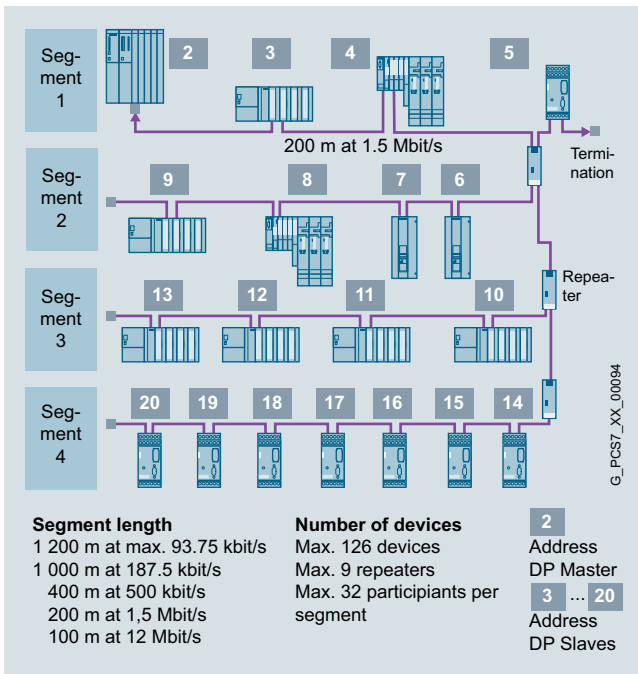 Seg-
ment
1
2
3
4
5
200 m at 1.5 Mbit/s
Termi-
nation
Seg-
ment
2
9
8
7
6
Seg-
ment
3
13
12
11
10
Repea-
ter
Seg-
ment
4
20
19
18
17
16
15
14
G_PCS7_XX_00094
Segment length
1 200 m at max. 93.75 kbit/s
1 000 m at 187.5 kbit/s
400 m at 500 kbit/s
200 m at 1,5 Mbit/s
100 m at 12 Mbit/s
Number of devices
Max. 126 devices
Max. 9 repeaters
Max. 32 participiants per
segment
2
Address
DP Master
3 ... 20
Address
DP Slaves